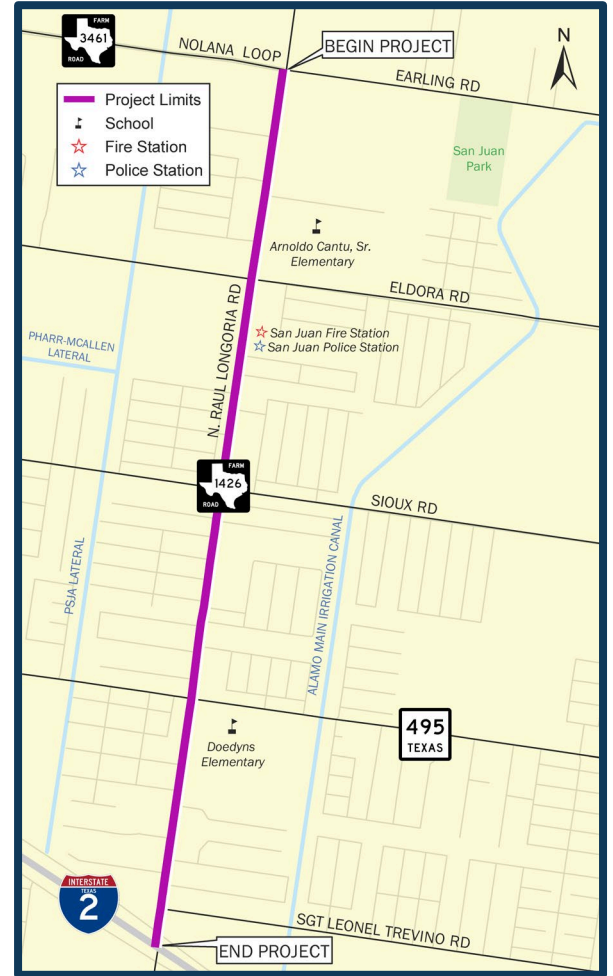 FARM
3461
ROAD
NOLANA LOOP
BEGIN PROJECT
N
EARLING RD
Project Limits
School
Fire Station
Police Station
San Juan
Park
Arnoldo Cantu, Sr.
Elementary
ELDORA RD
N. RAUL LONGORIA RD
San Juan Fire Station
San Juan Police Station
PHARR-MCALLEN
LATERAL
FARM
1426
ROAD
SIOUX RD
PSJA LATERAL
ALAMO MAIN IRRIGATION CANAL
495
TEXAS
Doedyns
Elementary
INTERSTATE
TEXAS
2
SGT LEONEL TREVINO RD
END PROJECT